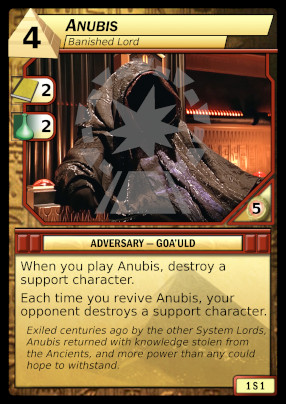 4
ANUBIS
Banished Lord
2
2
5
ADVERSARY – GOA'ULD
When you play Anubis, destroy a
support character.
Each time you revive Anubis, your
opponent destroys a support character.
Exiled centuries ago by the other System Lords,
Anubis returned with knowledge stolen from
the Ancients, and more power than any could
hope to withstand.
1 S 1